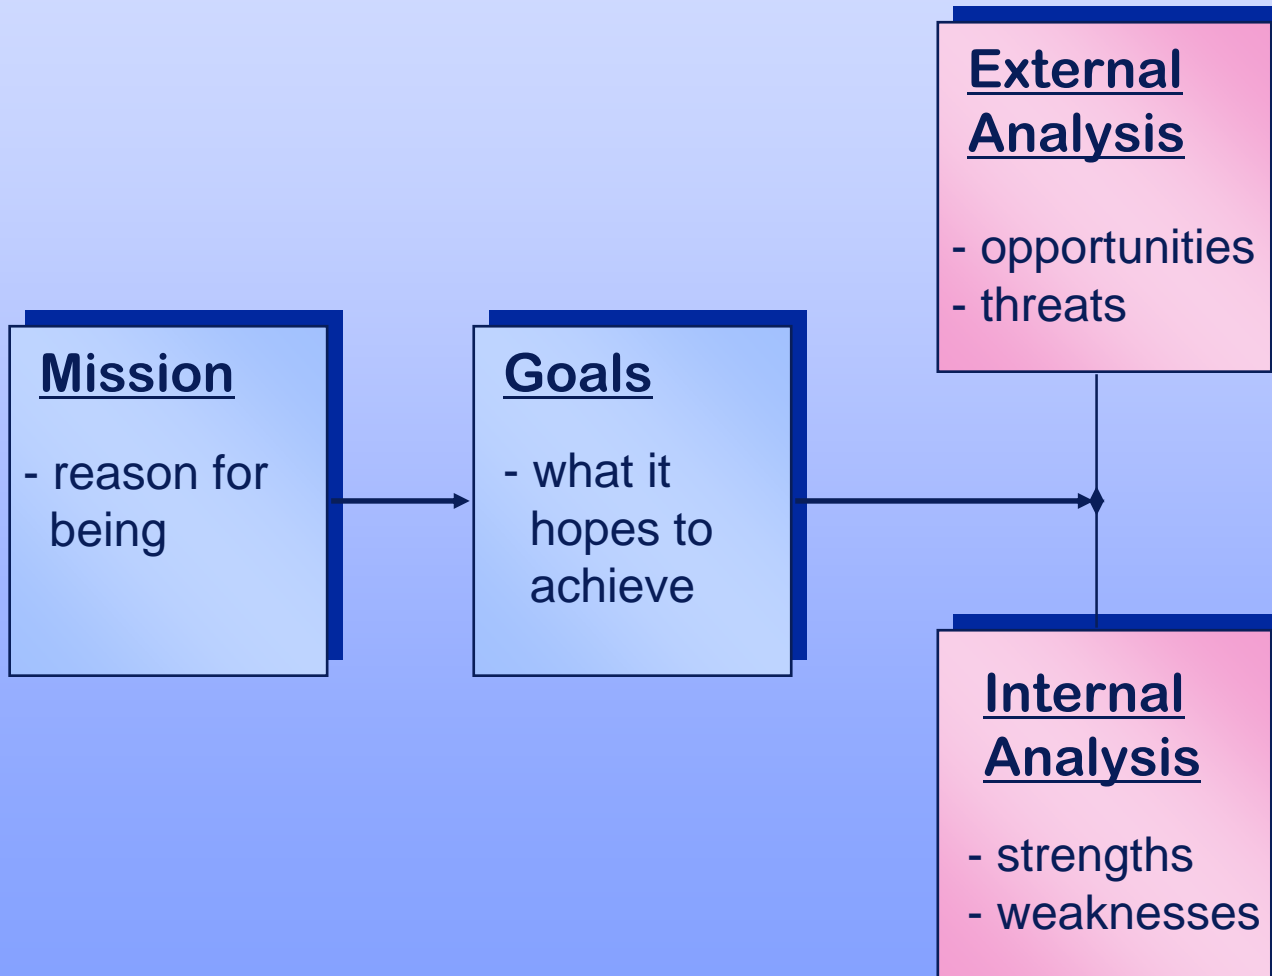 Mission
- reason for
being
Goals
- what it
hopes to
achieve
External
Analysis
- opportunities
- threats
Internal
Analysis
- strengths
- weaknesses